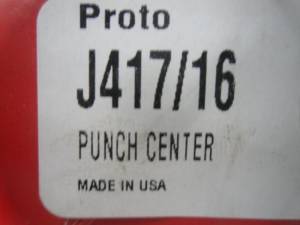 Proto
J417/16
PUNCH CENTER
MADE IN USA